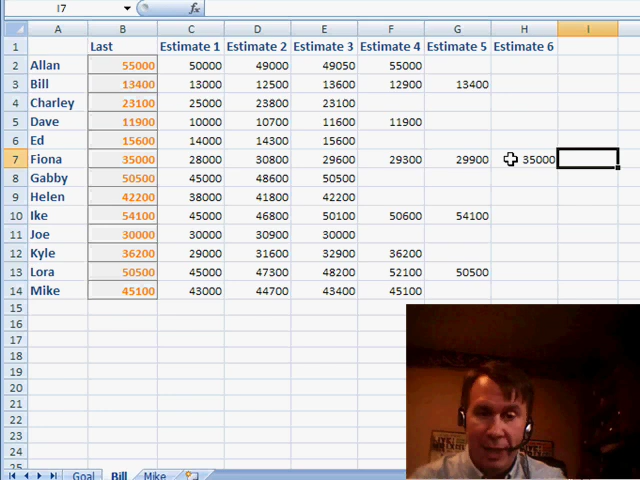 I7 fx
A B C D E F G H I
1 Last Estimate 1 Estimate 2 Estimate 3 Estimate 4 Estimate 5 Estimate 6
2 Allan 55000 50000 49000 49050 55000
3 Bill 13400 13000 12500 13600 12900 13400
4 Charley 23100 25000 23800 23100
5 Dave 11900 10000 10700 11600 11900
6 Ed 15600 14000 14300 15600
7 Fiona 35000 28000 30800 29600 29300 29900 35000
8 Gabby 50500 45000 48600 50500
9 Helen 42200 38000 41800 42200
10 Ike 54100 45000 46800 50100 50600 54100
11 Joe 30000 30000 30900 30000
12 Kyle 36200 29000 31600 32900 36200
13 Lora 50500 45000 47300 48200 52100 50500
14 Mike 45100 43000 44700 43400 45100
15
16
17
18
19
20
21
22
23
24
25
Goal Bill Mike